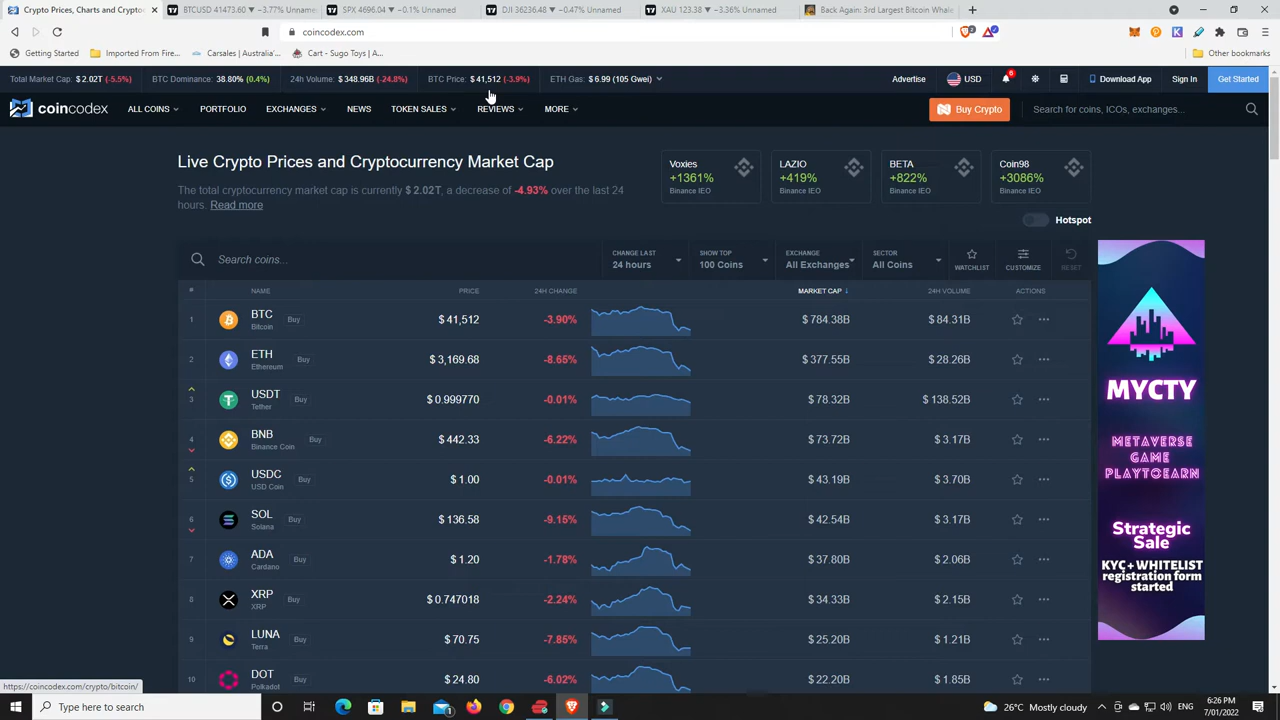 Crypto Prices, Charts and Cryptocu
BTCUSD 41473.60 ▼ −3.77% Unname
SPX 4696.04 ▼ −0.1% Unnamed
DJI 36236.48 ▼ −0.47% Unnamed
XAU 123.38 ▼ −3.36% Unnamed
Back Again: 3rd Largest Bitcoin Whale
coincodex.com
Getting Started
Imported From Fire...
Carsales | Australia'...
Cart - Sugo Toys | A...
Other bookmarks
Total Market Cap: $ 2.02T (-5.5%)
BTC Dominance: 38.80% (0.4%)
24h Volume: $ 348.96B (-24.8%)
BTC Price: $ 41,512 (-3.9%)
ETH Gas: $ 6.99 (105 Gwei)
Advertise
USD
6
Download App
Sign In
Get Started
coincodex
ALL COINS
PORTFOLIO
EXCHANGES
NEWS
TOKEN SALES
REVIEWS
MORE
Buy Crypto
Search for coins, ICOs, exchanges...
Live Crypto Prices and Cryptocurrency Market Cap
The total cryptocurrency market cap is currently $ 2.02T, a decrease of -4.93% over the last 24
hours. Read more
Voxies
+1361%
Binance IEO
LAZIO
+419%
Binance IEO
BETA
+822%
Binance IEO
Coin98
+3086%
Binance IEO
Hotspot
Search coins...
CHANGE LAST
24 hours
SHOW TOP
100 Coins
EXCHANGE
All Exchanges
SECTOR
All Coins
WATCHLIST
CUSTOMIZE
RESET
# NAME PRICE 24H CHANGE MARKET CAP ↓ 24H VOLUME ACTIONS
1 BTC Buy $ 41,512 -3.90% $ 784.38B $ 84.31B
Bitcoin
2 ETH Buy $ 3,169.68 -8.65% $ 377.55B $ 28.26B
Ethereum
3 USDT Buy $ 0.999770 -0.01% $ 78.32B $ 138.52B
Tether
4 BNB Buy $ 442.33 -6.22% $ 73.72B $ 3.17B
Binance Coin
5 USDC Buy $ 1.00 -0.01% $ 43.19B $ 3.70B
USD Coin
6 SOL Buy $ 136.58 -9.15% $ 42.54B $ 3.17B
Solana
7 ADA Buy $ 1.20 -1.78% $ 37.80B $ 2.06B
Cardano
8 XRP Buy $ 0.747018 -2.24% $ 34.33B $ 2.15B
XRP
9 LUNA Buy $ 70.75 -7.85% $ 25.20B $ 1.21B
Terra
10 DOT Buy $ 24.80 -6.02% $ 22.20B $ 1.85B
Polkadot
MYCTY
METAVERSE
GAME
PLAYTOEARN
Strategic
Sale
KYC + WHITELIST
registration form
started
https://coincodex.com/crypto/bitcoin/
Type here to search
26°C Mostly cloudy
6:26 PM
7/01/2022